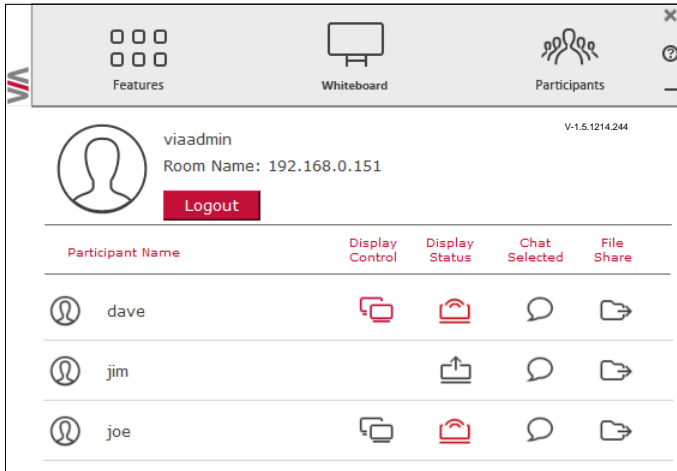 Features Whiteboard Participants
V-1.5.1214.244
viaadmin
Room Name: 192.168.0.151
Logout
Participant Name Display Control Display Status Chat Selected File Share
dave
jim
joe